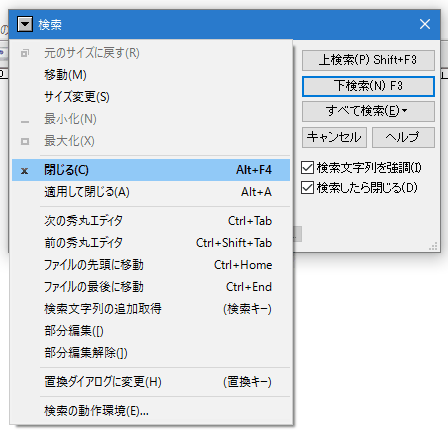 検索
元のサイズに戻す(R)
移動(M)
サイズ変更(S)
最小化(N)
最大化(X)
閉じる(C) Alt+F4
適用して閉じる(A) Alt+A
次の秀丸エディタ Ctrl+Tab
前の秀丸エディタ Ctrl+Shift+Tab
ファイルの先頭に移動 Ctrl+Home
ファイルの最後に移動 Ctrl+End
検索文字列の追加取得 (検索キー)
部分編集([)
部分編集解除(])
置換ダイアログに変更(H) (置換キー)
検索の動作環境(E)...
上検索(P) Shift+F3
下検索(N) F3
すべて検索(E)
キャンセル
ヘルプ
検索文字列を強調(I)
検索したら閉じる(D)